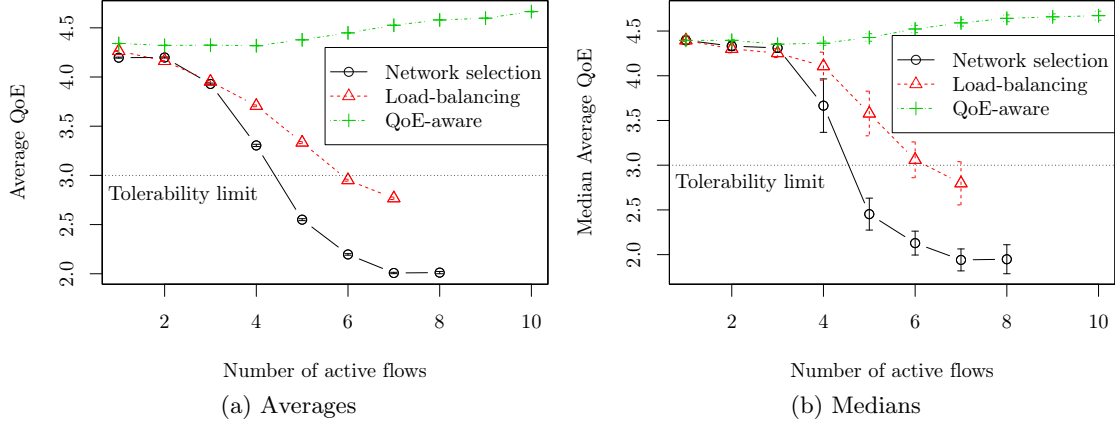 Average QoE
4.5
4.0
3.5
3.0
2.5
2.0
Network selection
Load-balancing
QoE-aware
Tolerability limit
2 4 6 8 10
Number of active flows
(a) Averages
Median Average QoE
4.5
4.0
3.5
3.0
2.5
2.0
Network selection
Load-balancing
QoE-aware
Tolerability limit
2 4 6 8 10
Number of active flows
(b) Medians